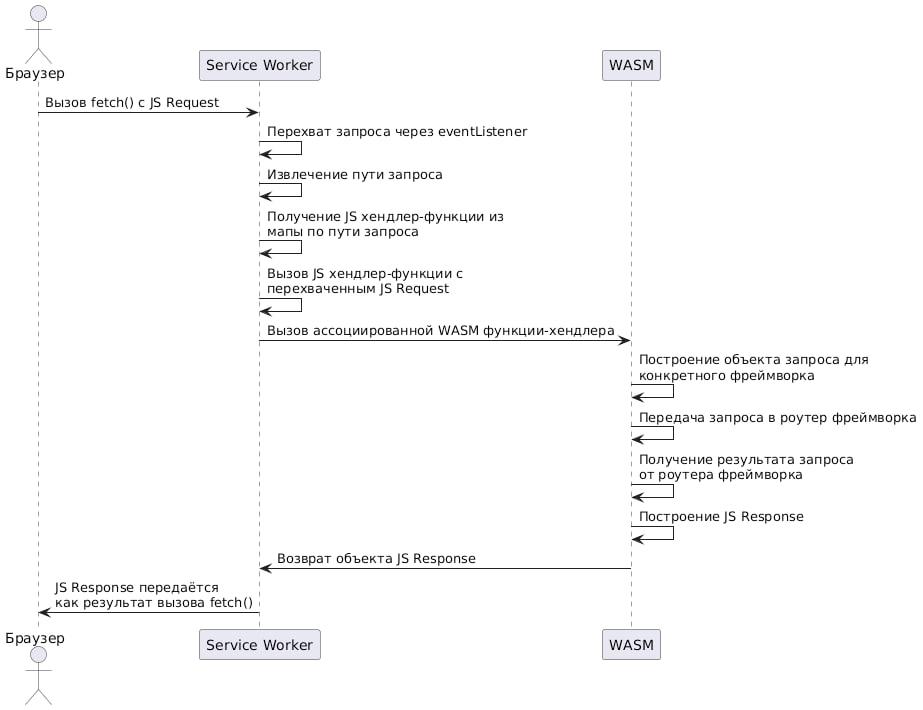 Браузер
Service Worker
WASM
Вызов fetch() с JS Request
Перехват запроса через eventListener
Извлечение пути запроса
Получение JS хендлер-функции из
мапы по пути запроса
Вызов JS хендлер-функции с
перехваченным JS Request
Вызов ассоциированной WASM функции-хендлера
Построение объекта запроса для
конкретного фреймворка
Передача запроса в роутер фреймворка
Получение результата запроса
от роутера фреймворка
Построение JS Response
Возврат объекта JS Response
JS Response передаётся
как результат вызова fetch()
Браузер
Service Worker
WASM